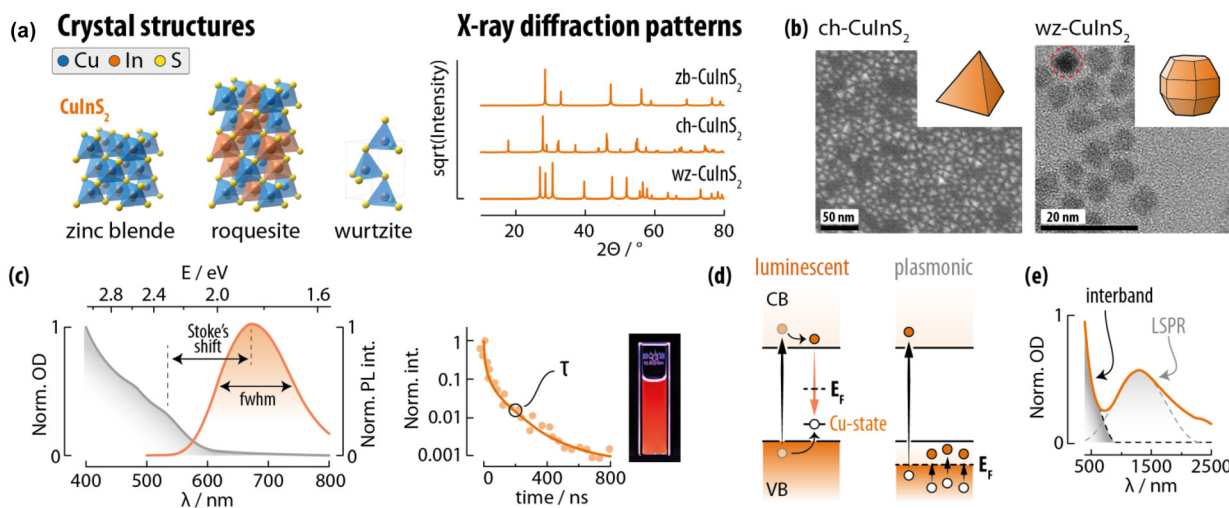 (a) Crystal structures
Cu In S
CuInS₂
zinc blende roquesite wurtzite
X-ray diffraction patterns
sqrt(Intensity)
zb-CuInS₂
ch-CuInS₂
wz-CuInS₂
20 40 60 80
2Θ / °
(b) ch-CuInS₂ wz-CuInS₂
50 nm 20 nm
(c) E / eV
2.8 2.4 2.0 1.6
Norm. OD
1
0
Stoke's
shift
fwhm
1
0
Norm. PL int.
400 500 600 700 800
λ / nm
Norm. int.
1
0.1
0.01
0.001
τ
0 400 800
time / ns
(d) luminescent plasmonic
CB
E_F
Cu-state
E_F
VB
(e) interband
LSPR
Norm. OD
1
0
500 1500 2500
λ / nm